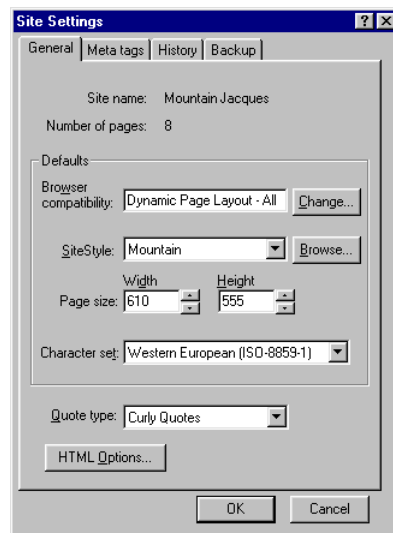 Site Settings
General Meta tags History Backup
Site name: Mountain Jacques
Number of pages: 8
Defaults
Browser compatibility: Dynamic Page Layout - All Change...
SiteStyle: Mountain Browse...
Width Height
Page size: 610 555
Character set: Western European (ISO-8859-1)
Quote type: Curly Quotes
HTML Options...
OK Cancel